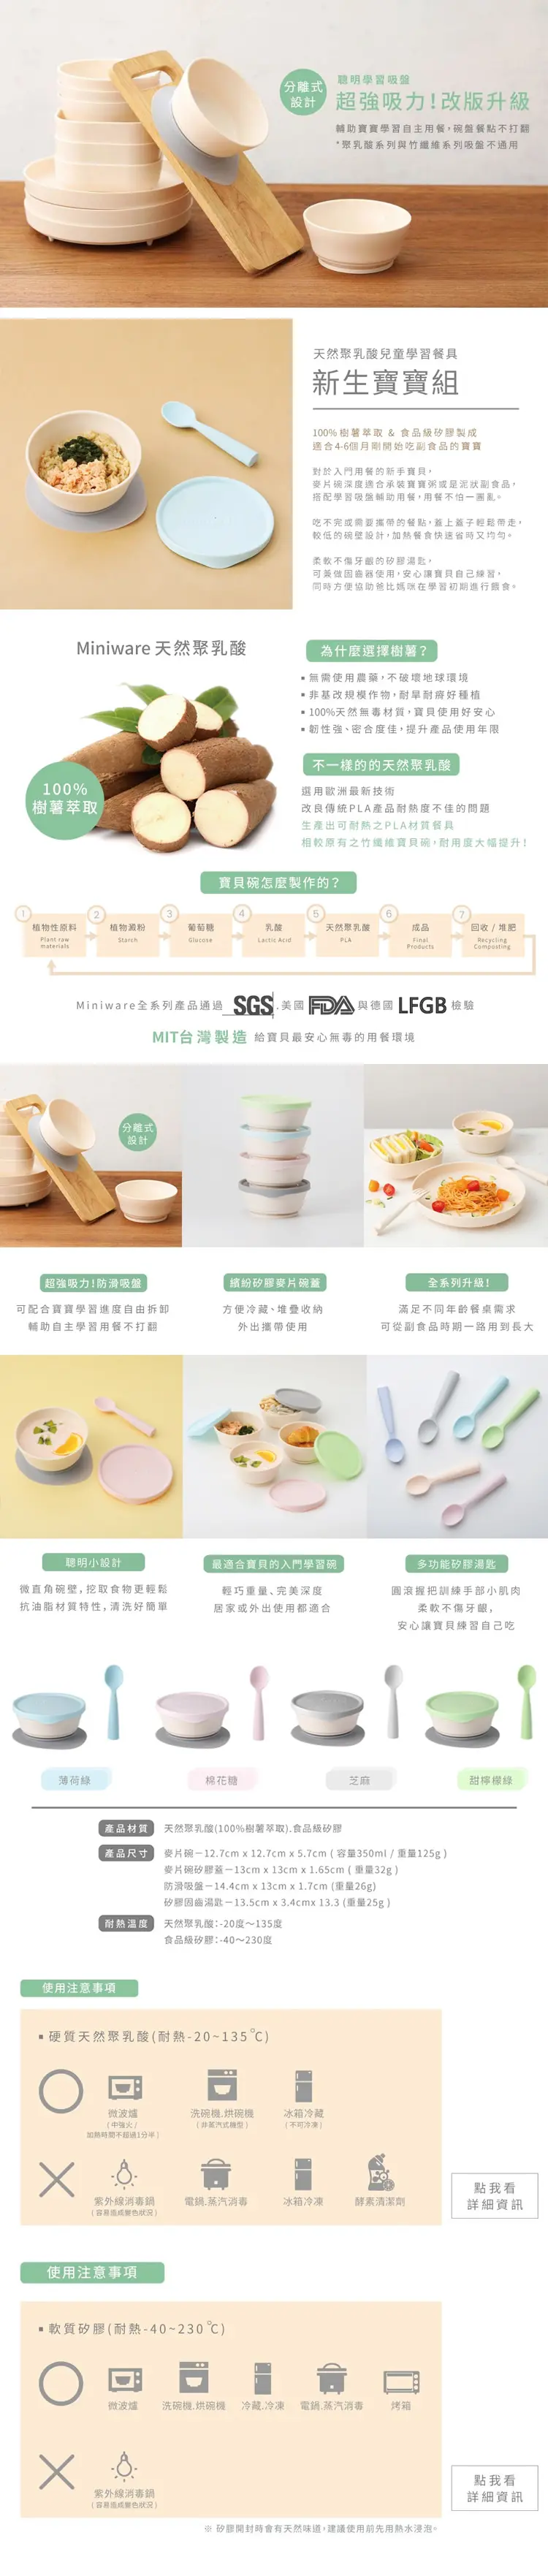 分離式
設計
聰明學習吸盤
超強吸力!改版升級
輔助寶寶學習自主用餐,碗盤餐點不打翻
*聚乳酸系列與竹纖維系列吸盤不適用
天然聚乳酸兒童學習餐具
新生寶寶組
100% 樹薯萃取 & 食品級矽膠製成
適合4-6個月剛開始吃副食品的寶寶
對於入門用餐的新手寶貝,
麥片碗深度適合承裝寶寶粥或是泥狀副食品,
搭配學習吸盤輔助用餐,用餐不怕一團亂。
吃不完或需要攜帶的餐點,蓋上蓋子輕鬆帶走,
較低的碗壁設計,加熱餐食快速省時又均勻。
柔軟不傷牙齦的矽膠湯匙,
可兼做固齒器使用,安心讓寶貝自己練習,
同時方便協助爸比媽咪在學習初期進行餵食。
Miniware 天然聚乳酸
100%
樹薯萃取
為什麼選擇樹薯?
▪ 無需使用農藥,不破壞地球環境
▪ 非基改規模作物,耐旱耐瘠好種植
▪ 100%天然無毒材質,寶貝使用好安心
▪ 韌性強、密合度佳,提升產品使用年限
不一樣的的天然聚乳酸
選用歐洲最新技術
改良傳統PLA產品耐熱度不佳的問題
生產出可耐熱之PLA材質餐具
相較原有之竹纖維寶貝碗,耐用度大幅提升!
寶貝碗怎麼製作的?
1 2 3 4 5 6 7
植物性原料 植物澱粉 葡萄糖 乳酸 天然聚乳酸 成品 回收 / 堆肥
Plant raw materials Starch Glucose Lactic Acid PLA Final Products Recycling Composting
Miniware全系列產品通過 SGS .美國 FDA 與德國 LFGB 檢驗
MIT台灣製造 給寶貝最安心無毒的用餐環境
分離式
設計
超強吸力!防滑吸盤
可配合寶寶學習進度自由拆卸
輔助自主學習用餐不打翻
繽紛矽膠麥片碗蓋
方便冷藏、堆疊收納
外出攜帶使用
全系列升級!
滿足不同年齡餐桌需求
可從副食品時期一路用到長大
聰明小設計
微直角碗壁,挖取食物更輕鬆
抗油脂材質特性,清洗好簡單
最適合寶貝的入門學習碗
輕巧重量、完美深度
居家或外出使用都適合
多功能矽膠湯匙
圓滾握把訓練手部小肌肉
柔軟不傷牙齦,
安心讓寶貝練習自己吃
薄荷綠 棉花糖 芝麻 甜檸檬綠
產品材質 天然聚乳酸(100%樹薯萃取).食品級矽膠
產品尺寸 麥片碗－12.7cm x 12.7cm x 5.7cm ( 容量350ml / 重量125g )
麥片碗矽膠蓋－13cm x 13cm x 1.65cm ( 重量32g )
防滑吸盤－14.4cm x 13cm x 1.7cm (重量26g)
矽膠固齒湯匙－13.5cm x 3.4cmx 13.3 (重量25g )
耐熱溫度 天然聚乳酸:-20度～135度
食品級矽膠:-40～230度
使用注意事項
▪ 硬質天然聚乳酸(耐熱-20~135℃)
微波爐 洗碗機.烘碗機 冰箱冷藏
( 中強火 / 加熱時間不超過1分半 ) ( 非蒸汽式機型 ) ( 不可冷凍 )
紫外線消毒鍋 電鍋.蒸汽消毒 冰箱冷凍 酵素清潔劑
( 容易造成變色狀況 )
點我看
詳細資訊
使用注意事項
▪ 軟質矽膠(耐熱-40~230℃)
微波爐 洗碗機.烘碗機 冷藏.冷凍 電鍋.蒸汽消毒 烤箱
紫外線消毒鍋
( 容易造成變色狀況 )
點我看
詳細資訊
※ 矽膠開封時會有天然味道,建議使用前先用熱水浸泡。